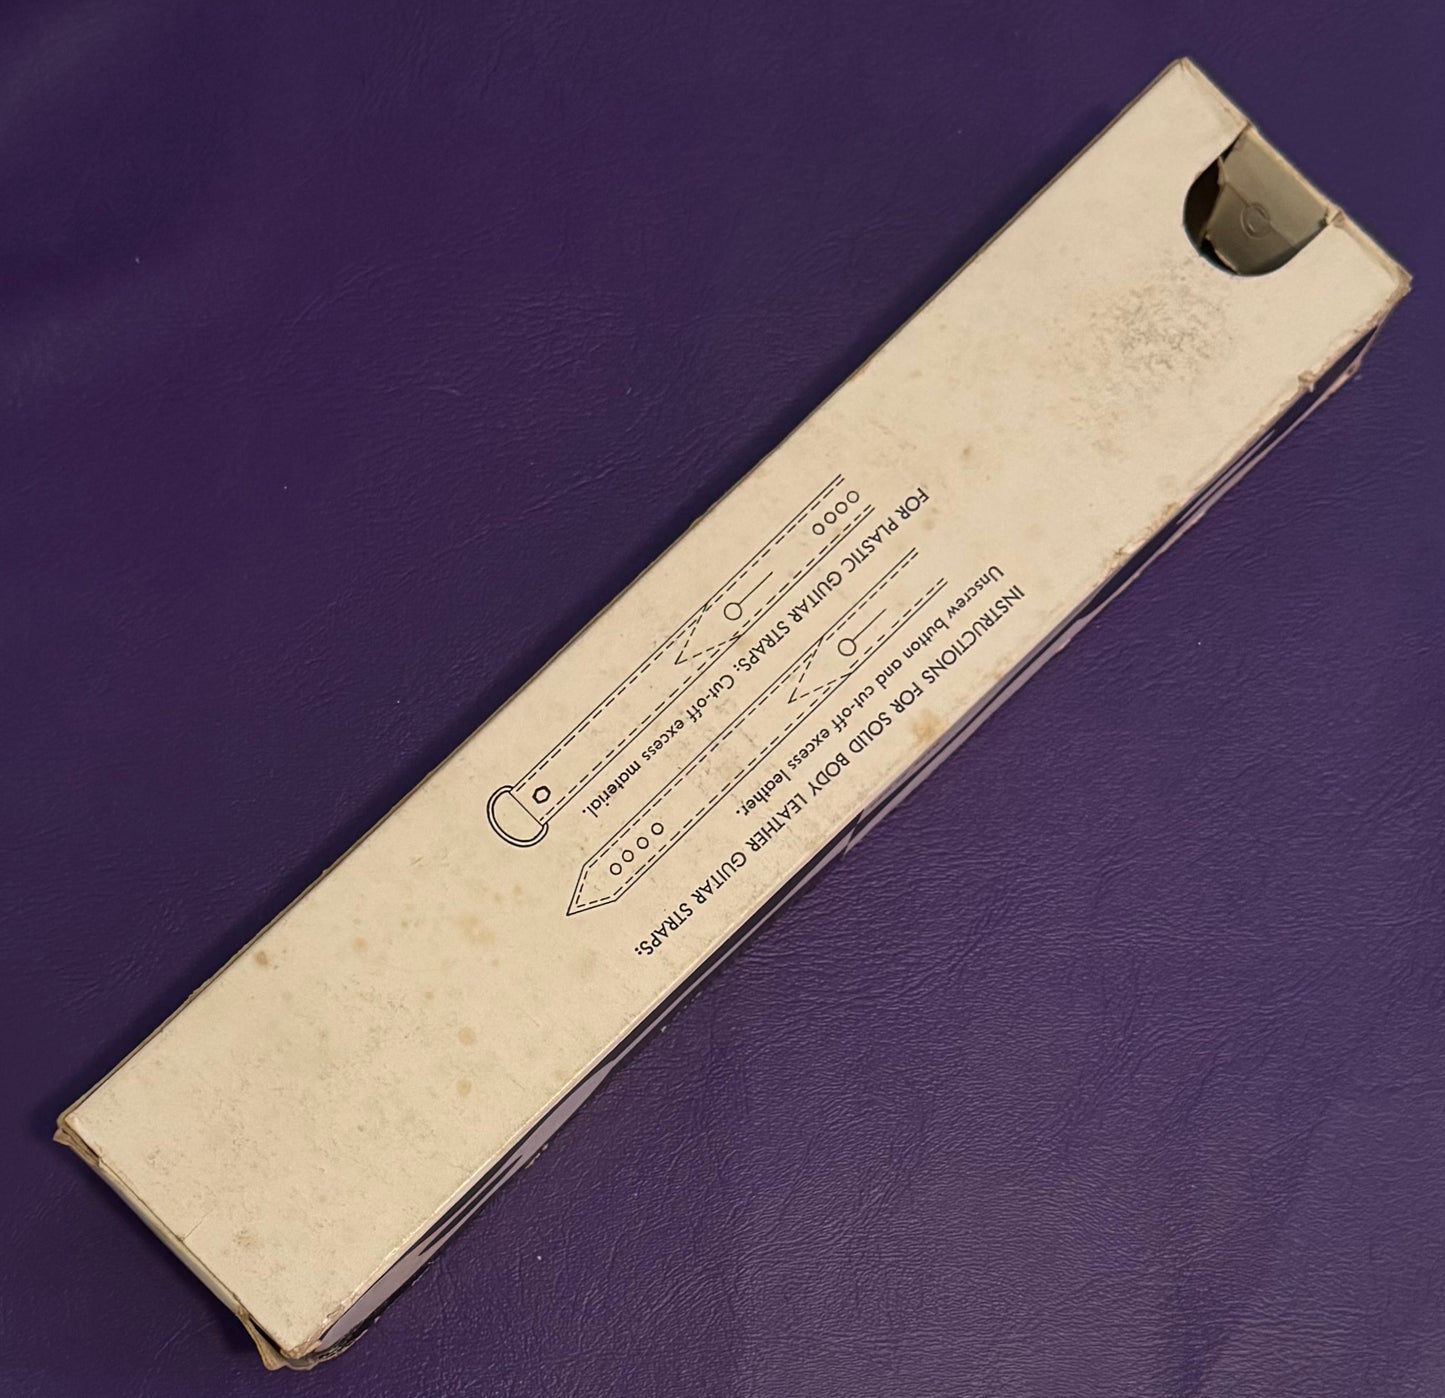 INSTRUCTIONS FOR SOLID BODY LEATHER GUITAR STRAPS:
Unscrew button and cut-off excess leather.
FOR PLASTIC GUITAR STRAPS: Cut-off excess material.